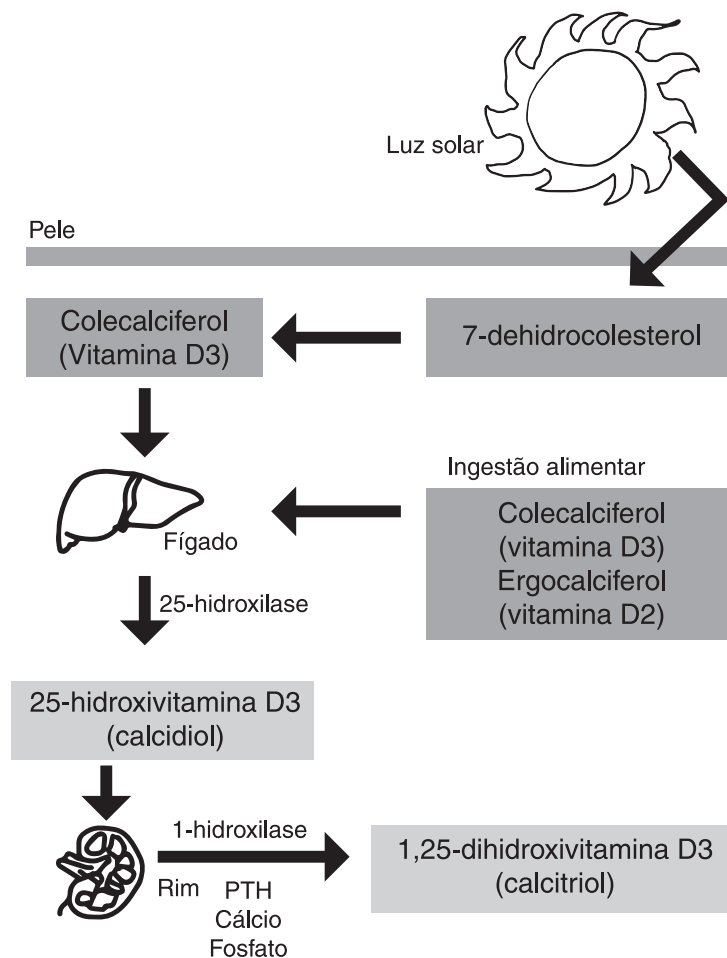 Luz solar
Pele
Colecalciferol
(Vitamina D3)
7-dehidrocolesterol
Ingestão alimentar
Colecalciferol
(vitamina D3)
Ergocalciferol
(vitamina D2)
Fígado
25-hidroxilase
25-hidroxivitamina D3
(calcidiol)
1-hidroxilase
Rim
PTH
Cálcio
Fosfato
1,25-dihidroxivitamina D3
(calcitriol)